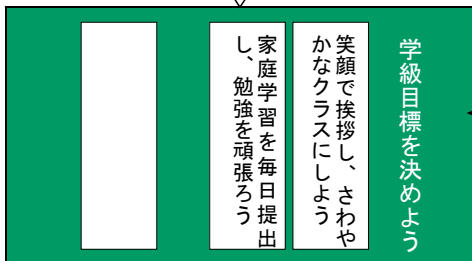 学級目標を決めよう
笑顔で挨拶し、さわや
かなクラスにしよう
家庭学習を毎日提出
し、勉強を頑張ろう